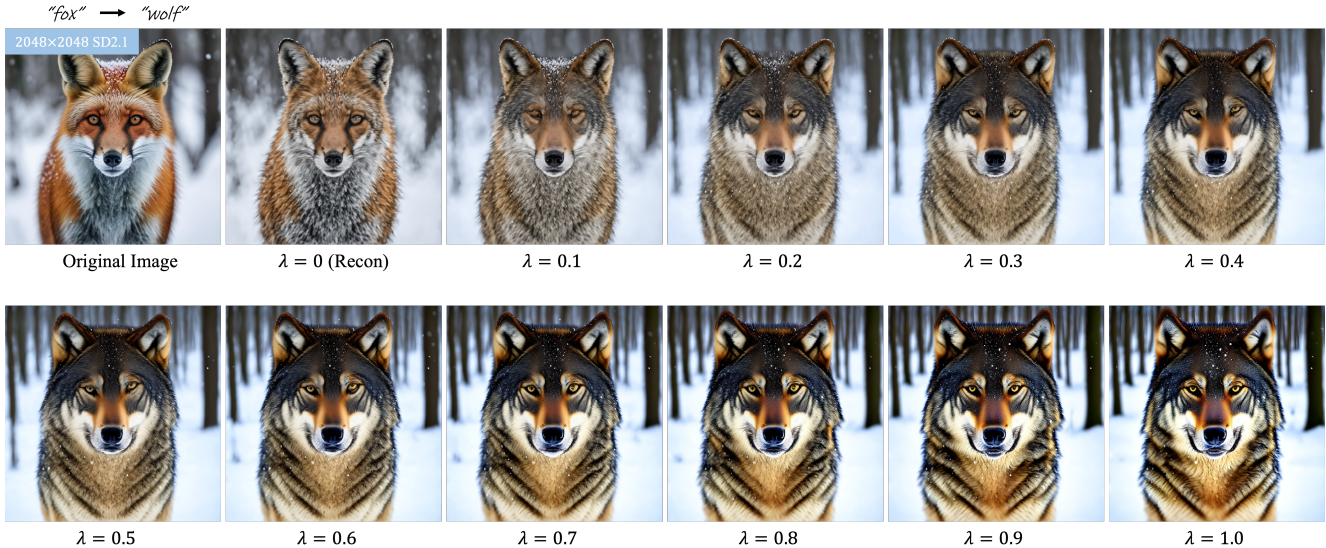 "fox" → "wolf"
2048×2048 SD2.1
Original Image
λ = 0 (Recon)
λ = 0.1
λ = 0.2
λ = 0.3
λ = 0.4
λ = 0.5
λ = 0.6
λ = 0.7
λ = 0.8
λ = 0.9
λ = 1.0